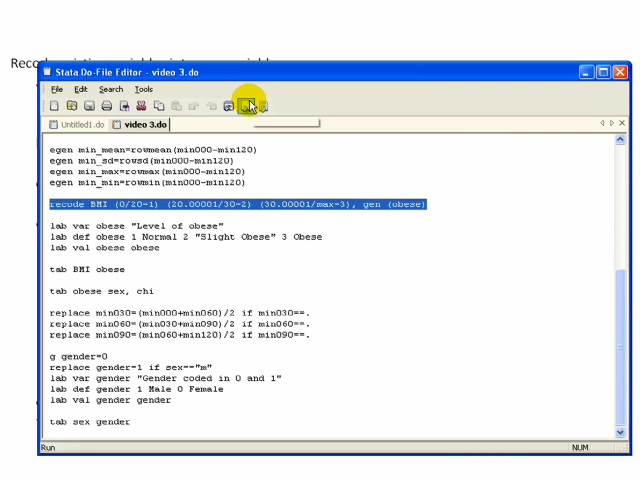 Stata Do-File Editor - video 3.do
File Edit Search Tools
Untitled1.do video 3.do
egen min_mean=rowmean(min000-min120)
egen min_sd=rowsd(min000-min120)
egen min_max=rowmax(min000-min120)
egen min_min=rowmin(min000-min120)
recode BMI (0/20=1) (20.00001/30=2) (30.00001/max=3), gen (obese)
lab var obese "Level of obese"
lab def obese 1 Normal 2 "Slight Obese" 3 Obese
lab val obese obese
tab BMI obese
tab obese sex, chi
replace min030=(min000+min060)/2 if min030==.
replace min060=(min030+min090)/2 if min060==.
replace min090=(min060+min120)/2 if min090==.
g gender=0
replace gender=1 if sex=="m"
lab var gender "Gender coded in 0 and 1"
lab def gender 1 Male 0 Female
lab val gender gender
tab sex gender
Run NUM